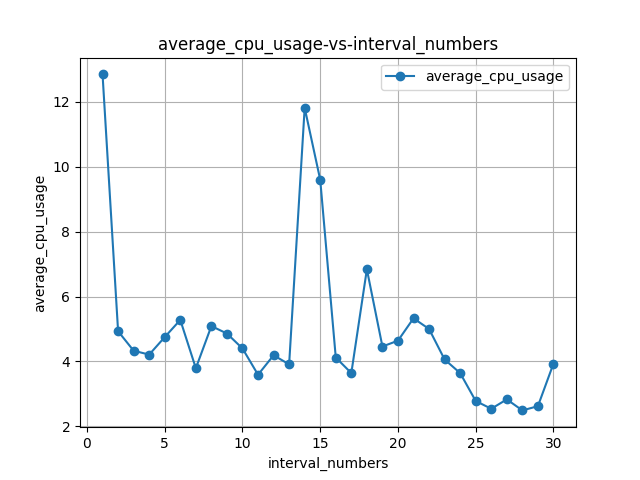 average_cpu_usage-vs-interval_numbers
average_cpu_usage
12
10
8
6
4
2
average_cpu_usage
0 5 10 15 20 25 30
interval_numbers